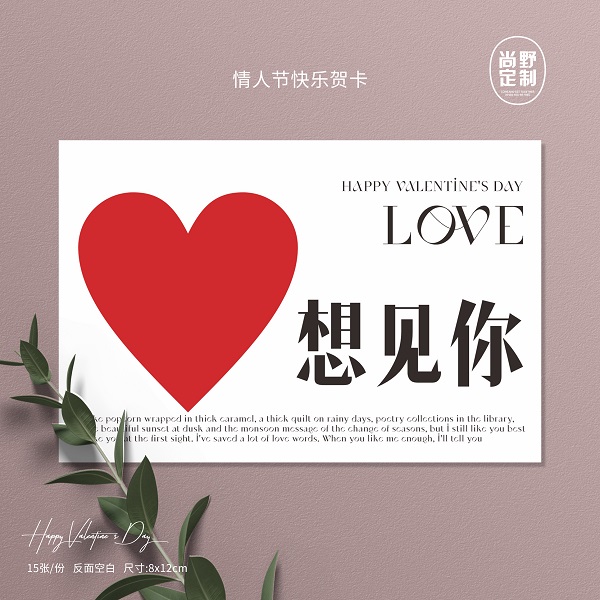 尚野
定制
情人节快乐贺卡
HAPPY VALENTINE'S DAY
LOVE
想见你
popcorn wrapped in thick caramel, a thick quilt on rainy days, poetry collections in the library,
beautiful sunset at dusk and the monsoon message of the change of seasons, but I still like you best
you at the first sight, I've saved a lot of love words, When you like me enough, I'll tell you
Happy Valentine's Day
15张/份 反面空白 尺寸:8x12cm